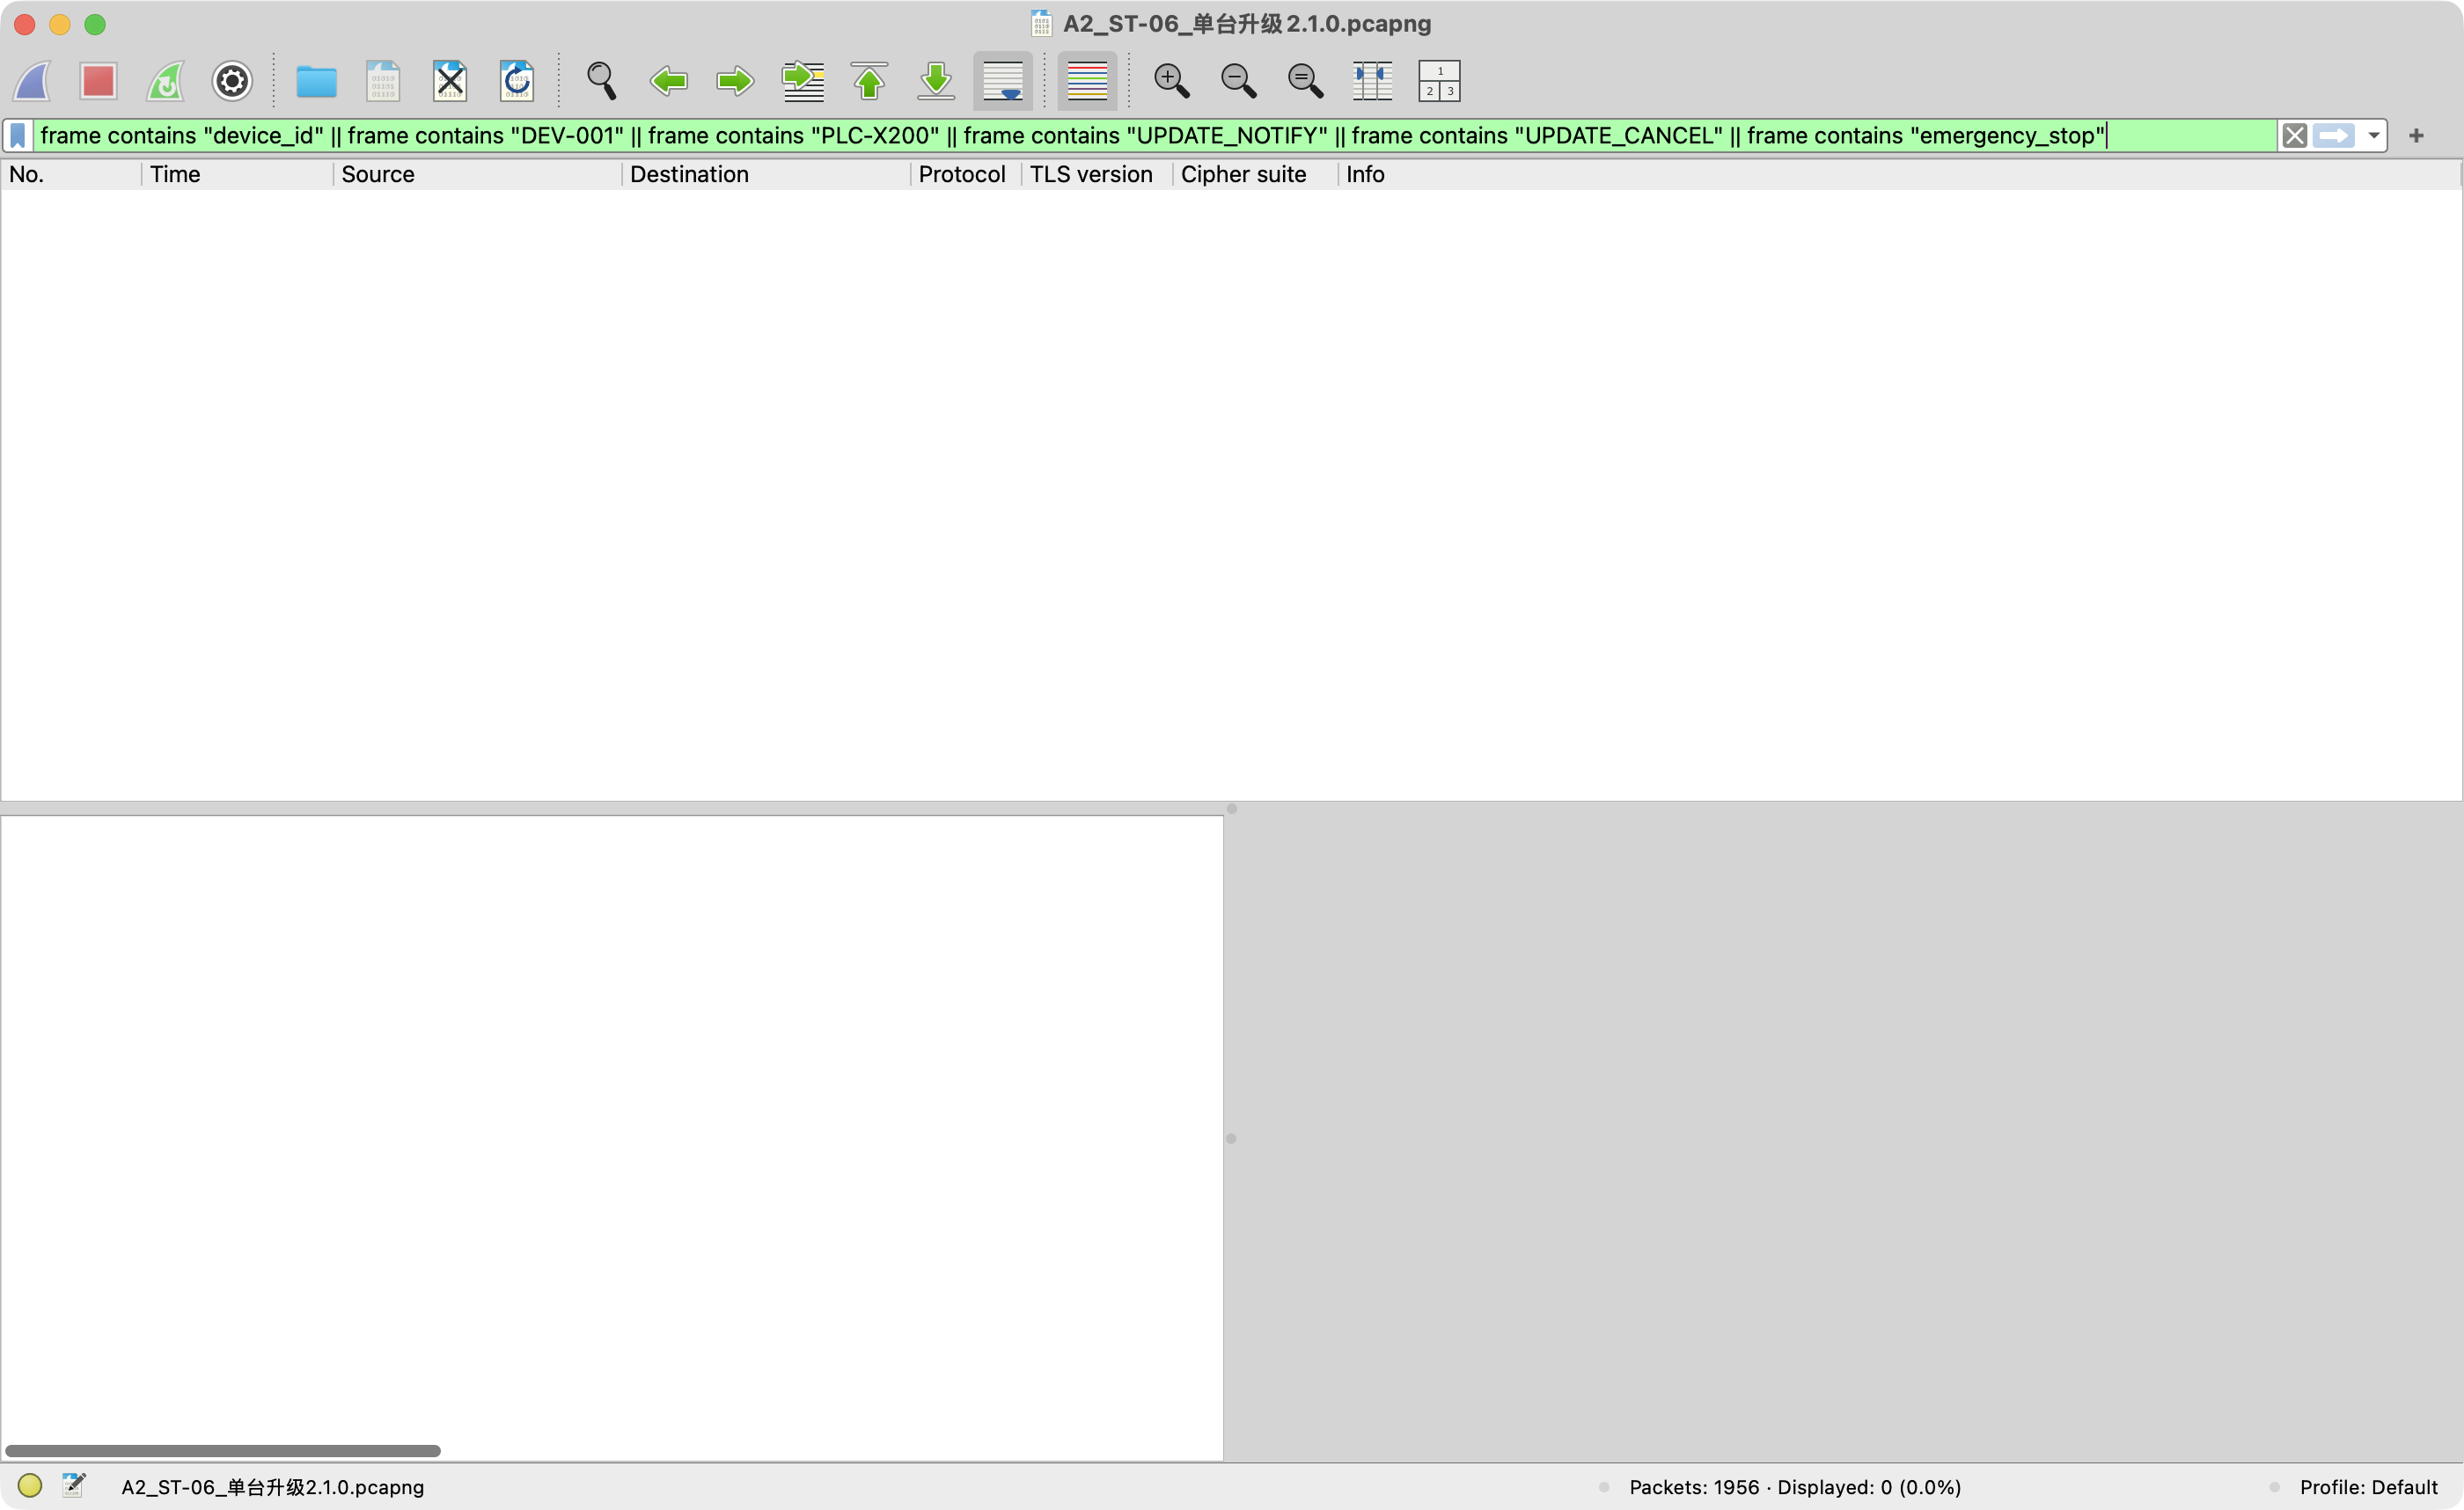 A2_ST-06_单台升级2.1.0.pcapng
1
2 3
frame contains "device_id" || frame contains "DEV-001" || frame contains "PLC-X200" || frame contains "UPDATE_NOTIFY" || frame contains "UPDATE_CANCEL" || frame contains "emergency_stop"
No. Time Source Destination Protocol TLS version Cipher suite Info
A2_ST-06_单台升级2.1.0.pcapng Packets: 1956 · Displayed: 0 (0.0%) Profile: Default